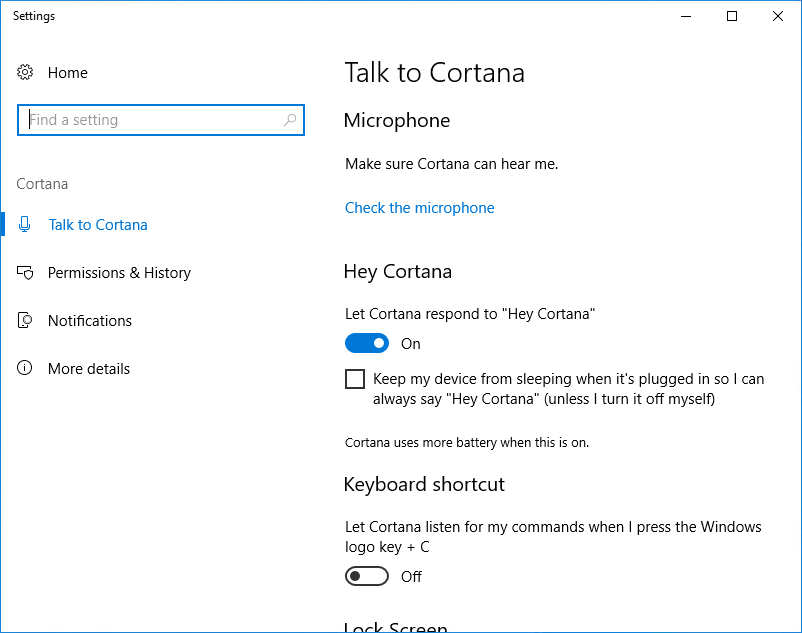 Settings
Home
Find a setting
Cortana
Talk to Cortana
Permissions & History
Notifications
More details
Talk to Cortana
Microphone
Make sure Cortana can hear me.
Check the microphone
Hey Cortana
Let Cortana respond to "Hey Cortana"
On
Keep my device from sleeping when it's plugged in so I can
always say "Hey Cortana" (unless I turn it off myself)
Cortana uses more battery when this is on.
Keyboard shortcut
Let Cortana listen for my commands when I press the Windows
logo key + C
Off
Lock Screen